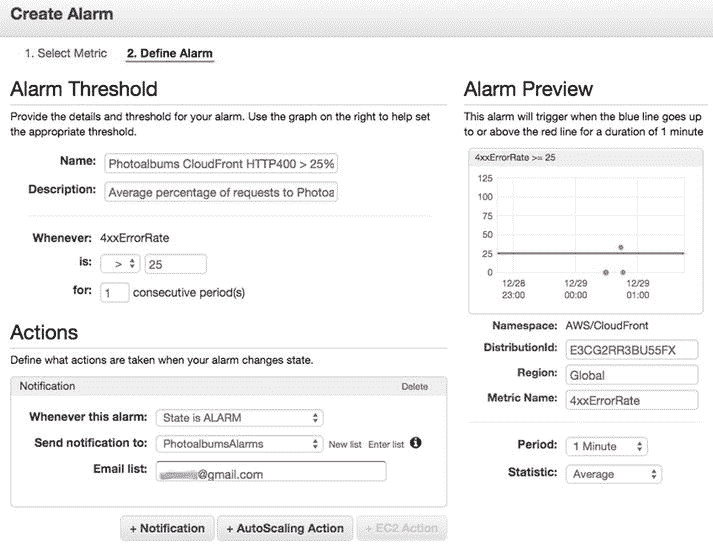 Create Alarm
1. Select Metric 2. Define Alarm
Alarm Threshold
Provide the details and threshold for your alarm. Use the graph on the right to help set
the appropriate threshold.
Name: Photoalbums CloudFront HTTP400 > 25%
Description: Average percentage of requests to Photoa
Whenever: 4xxErrorRate
is: > 25
for: 1 consecutive period(s)
Actions
Define what actions are taken when your alarm changes state.
Notification Delete
Whenever this alarm: State is ALARM
Send notification to: PhotoalbumsAlarms New list Enter list
Email list: @gmail.com
+ Notification + AutoScaling Action + EC2 Action
Alarm Preview
This alarm will trigger when the blue line goes up
to or above the red line for a duration of 1 minute
4xxErrorRate >= 25
125
100
75
50
25
0
12/28 12/29 12/29
23:00 00:00 01:00
Namespace: AWS/CloudFront
DistributionId: E3CG2RR3BU55FX
Region: Global
Metric Name: 4xxErrorRate
Period: 1 Minute
Statistic: Average